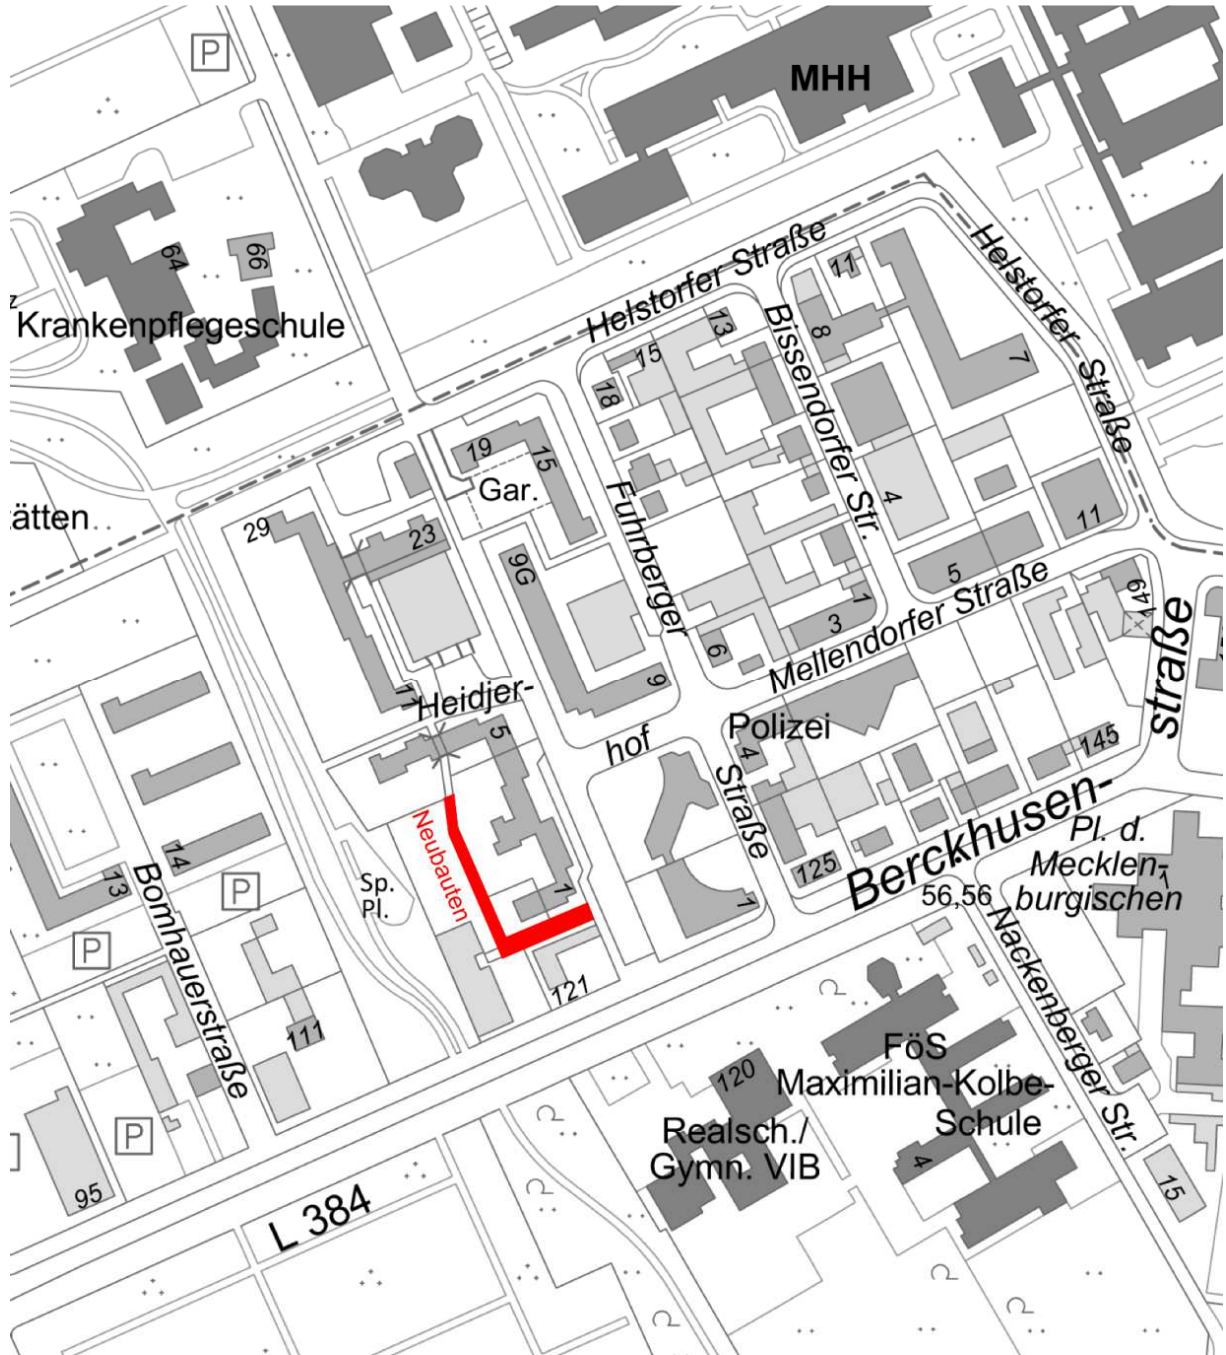 P
MHH
64
66
z
Krankenpflegeschule
Helstorfer Straße
11
Helstorfer Straße
13
15
18
Bissendorfer Str.
8
7
19
15
Gar.
ätten
29
23
Fuhrberger
4
11
9G
5
149
1
3
6
Mellendorfer Straße
straße
11
Heidjer-
9
5
hof
Polizei
4
Straße
145
Neubauten
Berckhusen-
Pl. d.
Mecklen-
burgischen
14
13
Bomhauerstraße
P
Sp.
Pl.
1
125
56,56
1
P
121
Nackenberger Str.
111
FöS
Maximilian-Kolbe-
Schule
120
P
Realsch./
Gymn. VIB
4
15
95
L 384